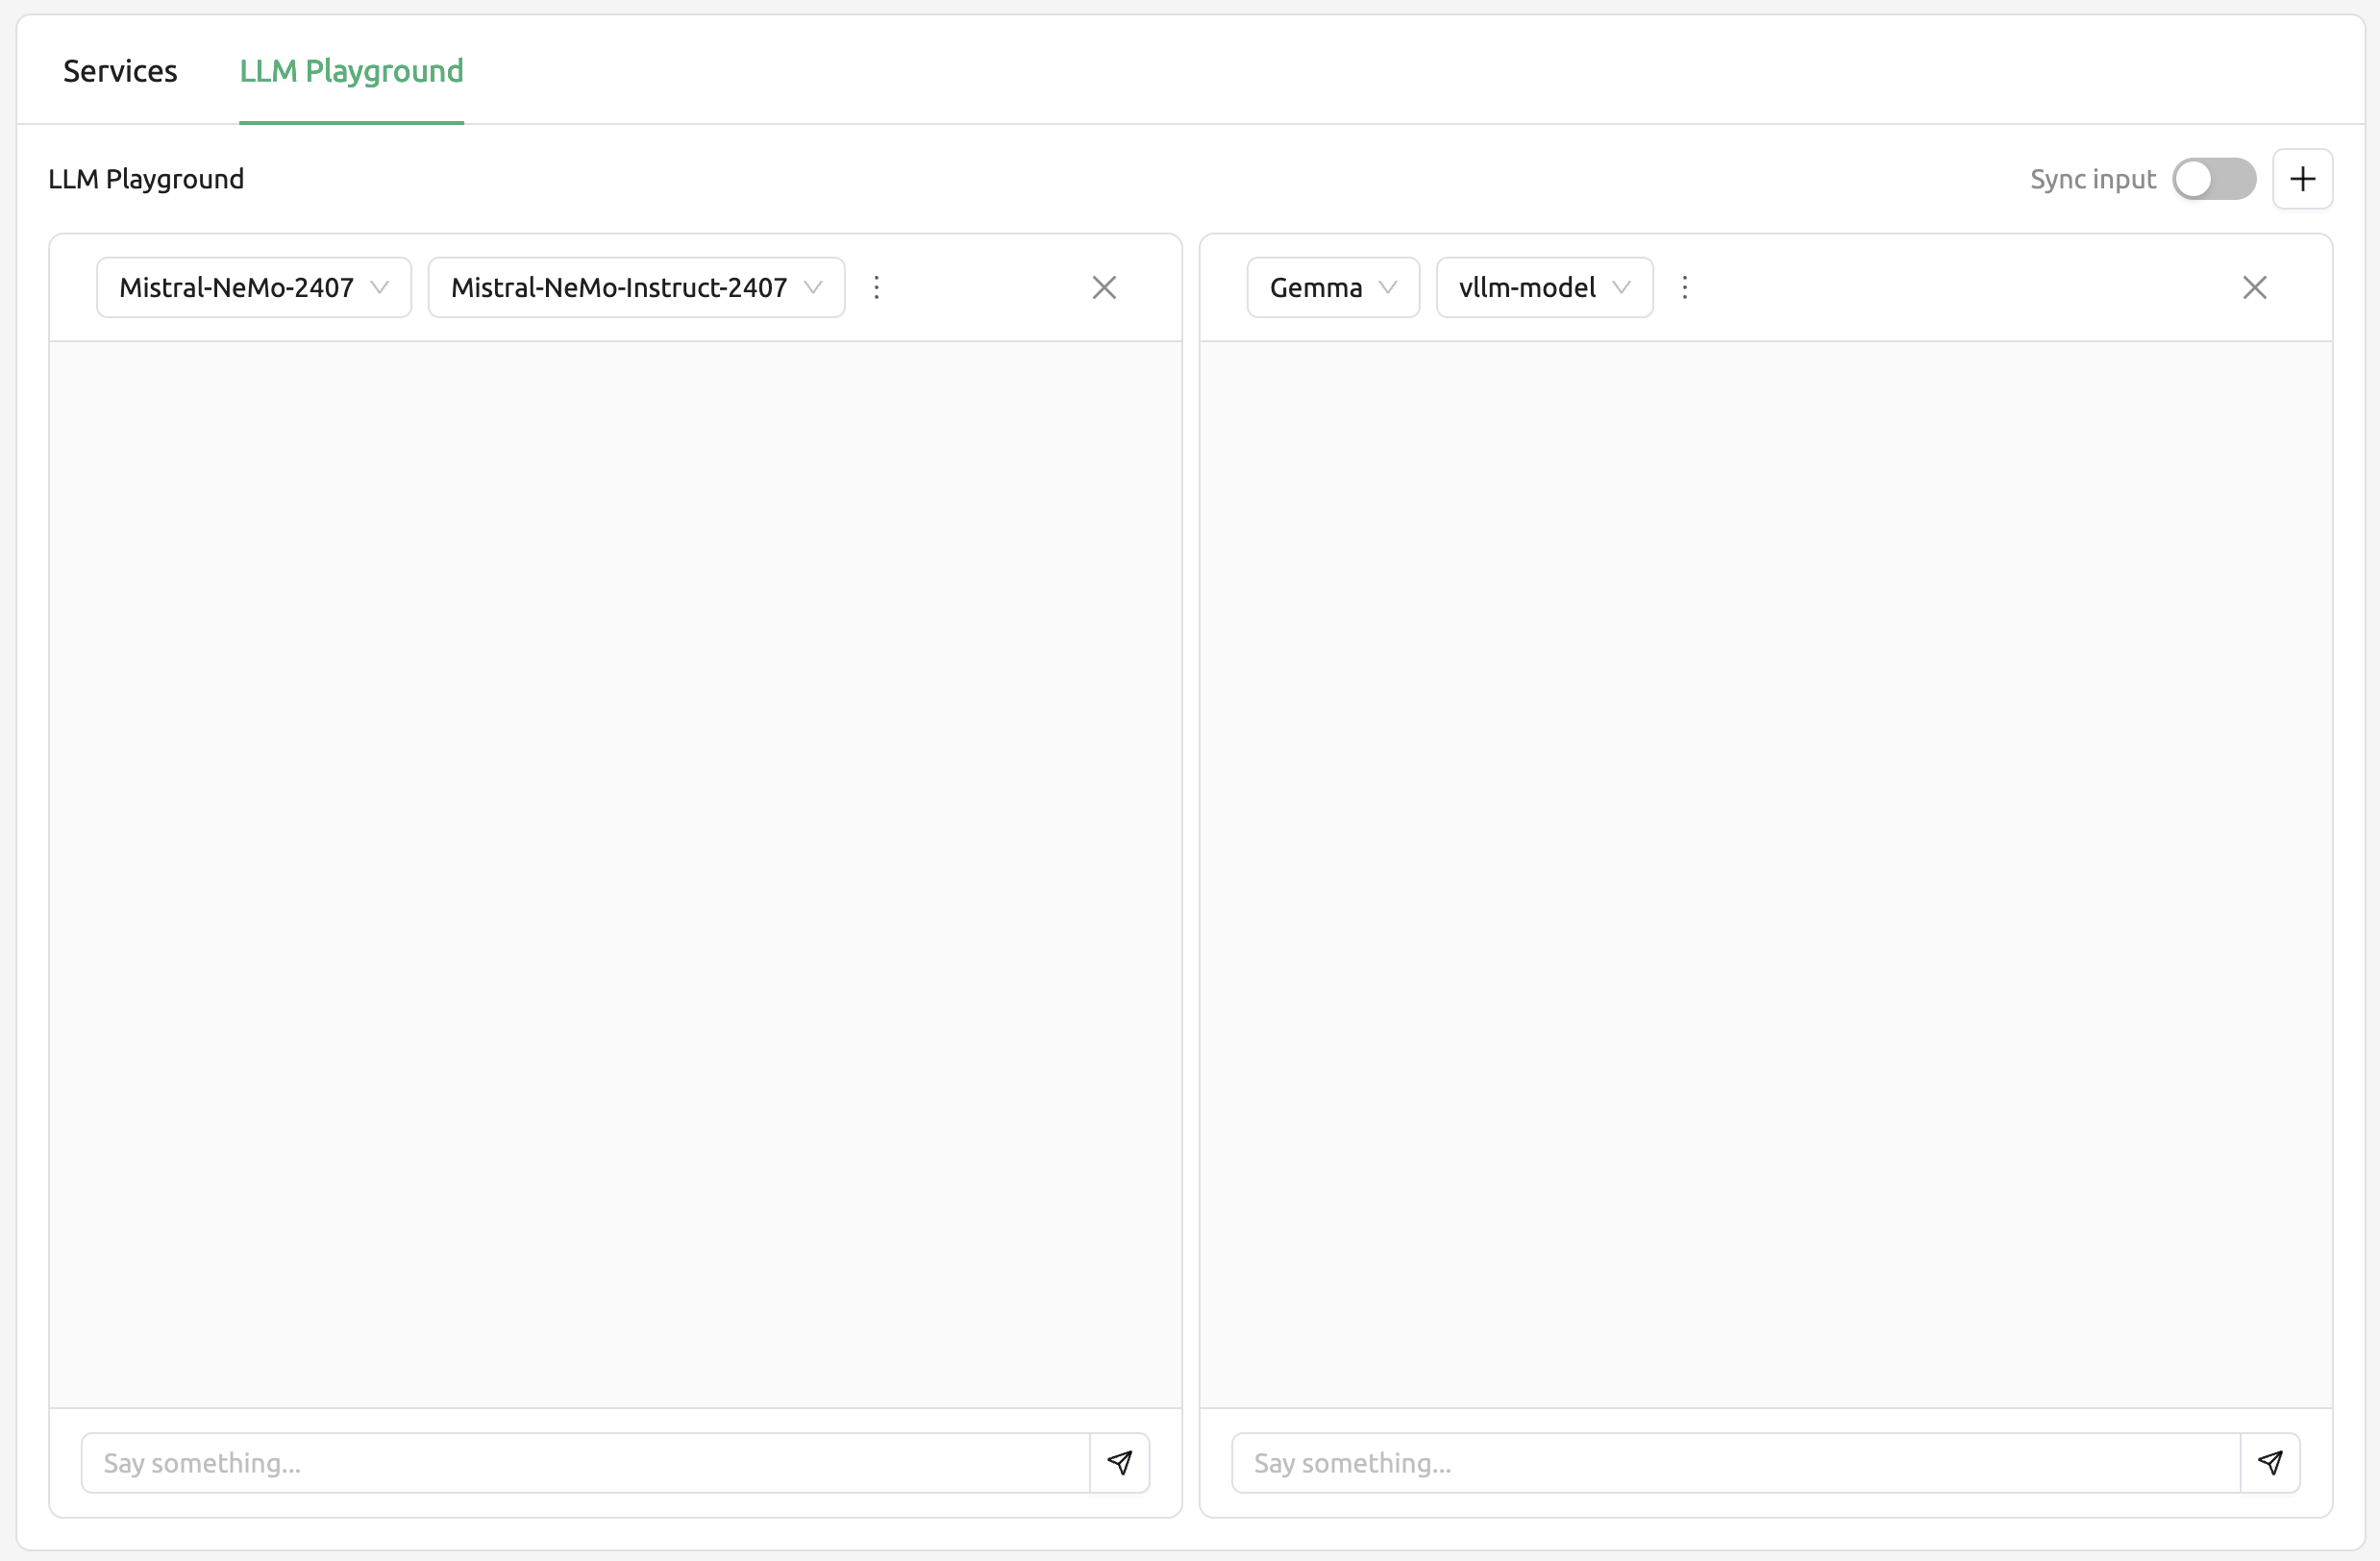 Services LLM Playground
LLM Playground Sync input
Mistral-NeMo-2407 Mistral-NeMo-Instruct-2407
Gemma vllm-model
Say something...
Say something...